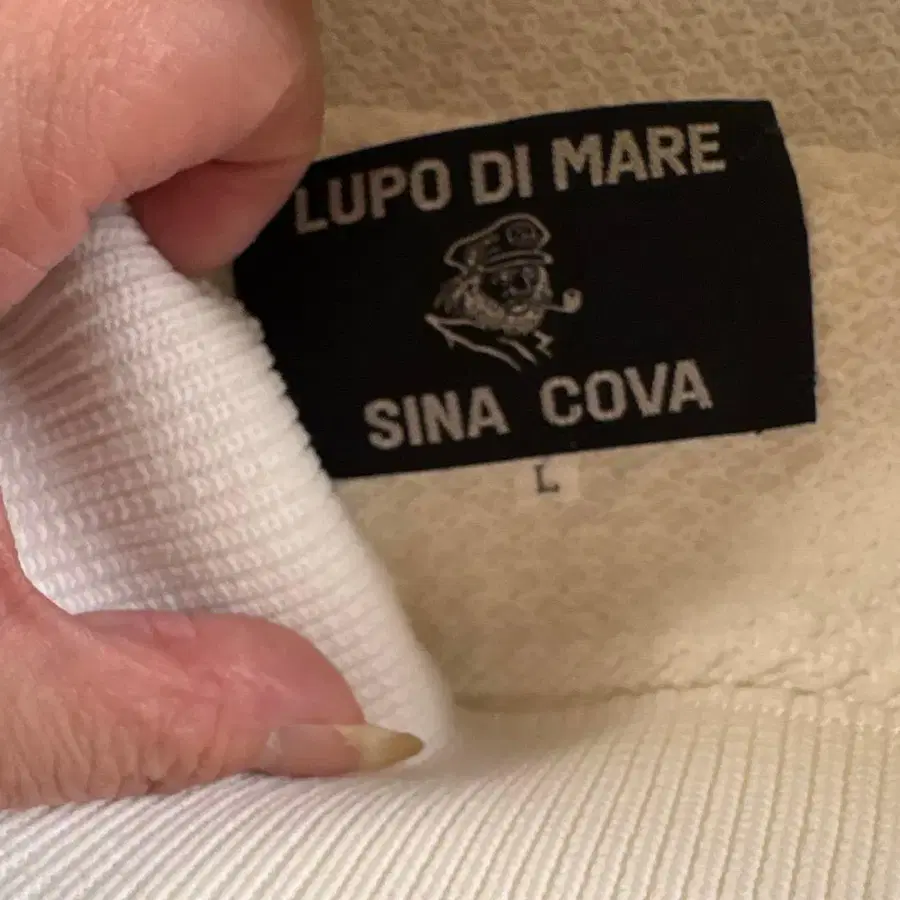 LUPO DI MARE
SINA COVA
L